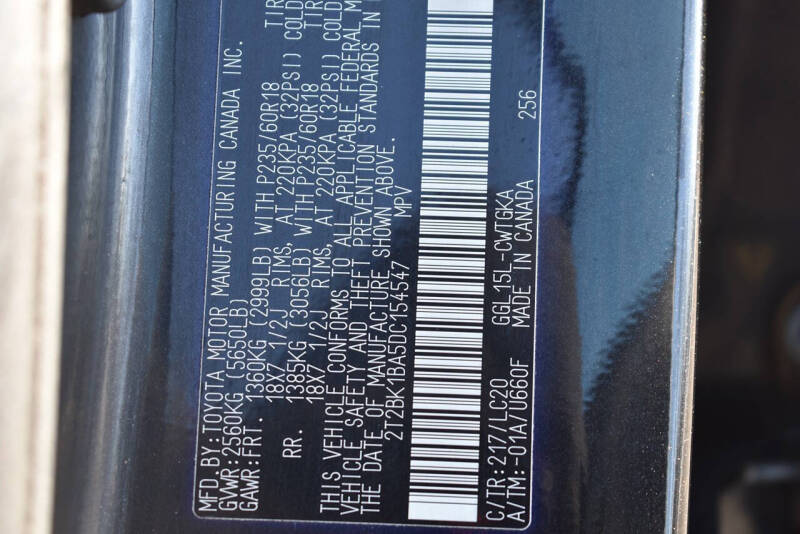 MFD. BY: TOYOTA MOTOR MANUFACTURING CANADA INC.
GVWR: 2560KG (5650LB)
GAWR: FRT. 1360KG (2999LB) WITH P235/60R18 TIR
18X7 1/2J RIMS, AT 220KPA (32PSI) COLD
RR. 1385KG (3056LB) WITH P235/60R18 TIR
18X7 1/2J RIMS, AT 220KPA (32PSI) COLD
THIS VEHICLE CONFORMS TO ALL APPLICABLE FEDERAL M
VEHICLE SAFETY AND THEFT PREVENTION STANDARDS IN
THE DATE OF MANUFACTURE SHOWN ABOVE.
2T2BK1BA5DC154547 MPV
C/TR: 217/LC20 GGL15L-CWTGKA 256
A/TM: -01A/U660F MADE IN CANADA